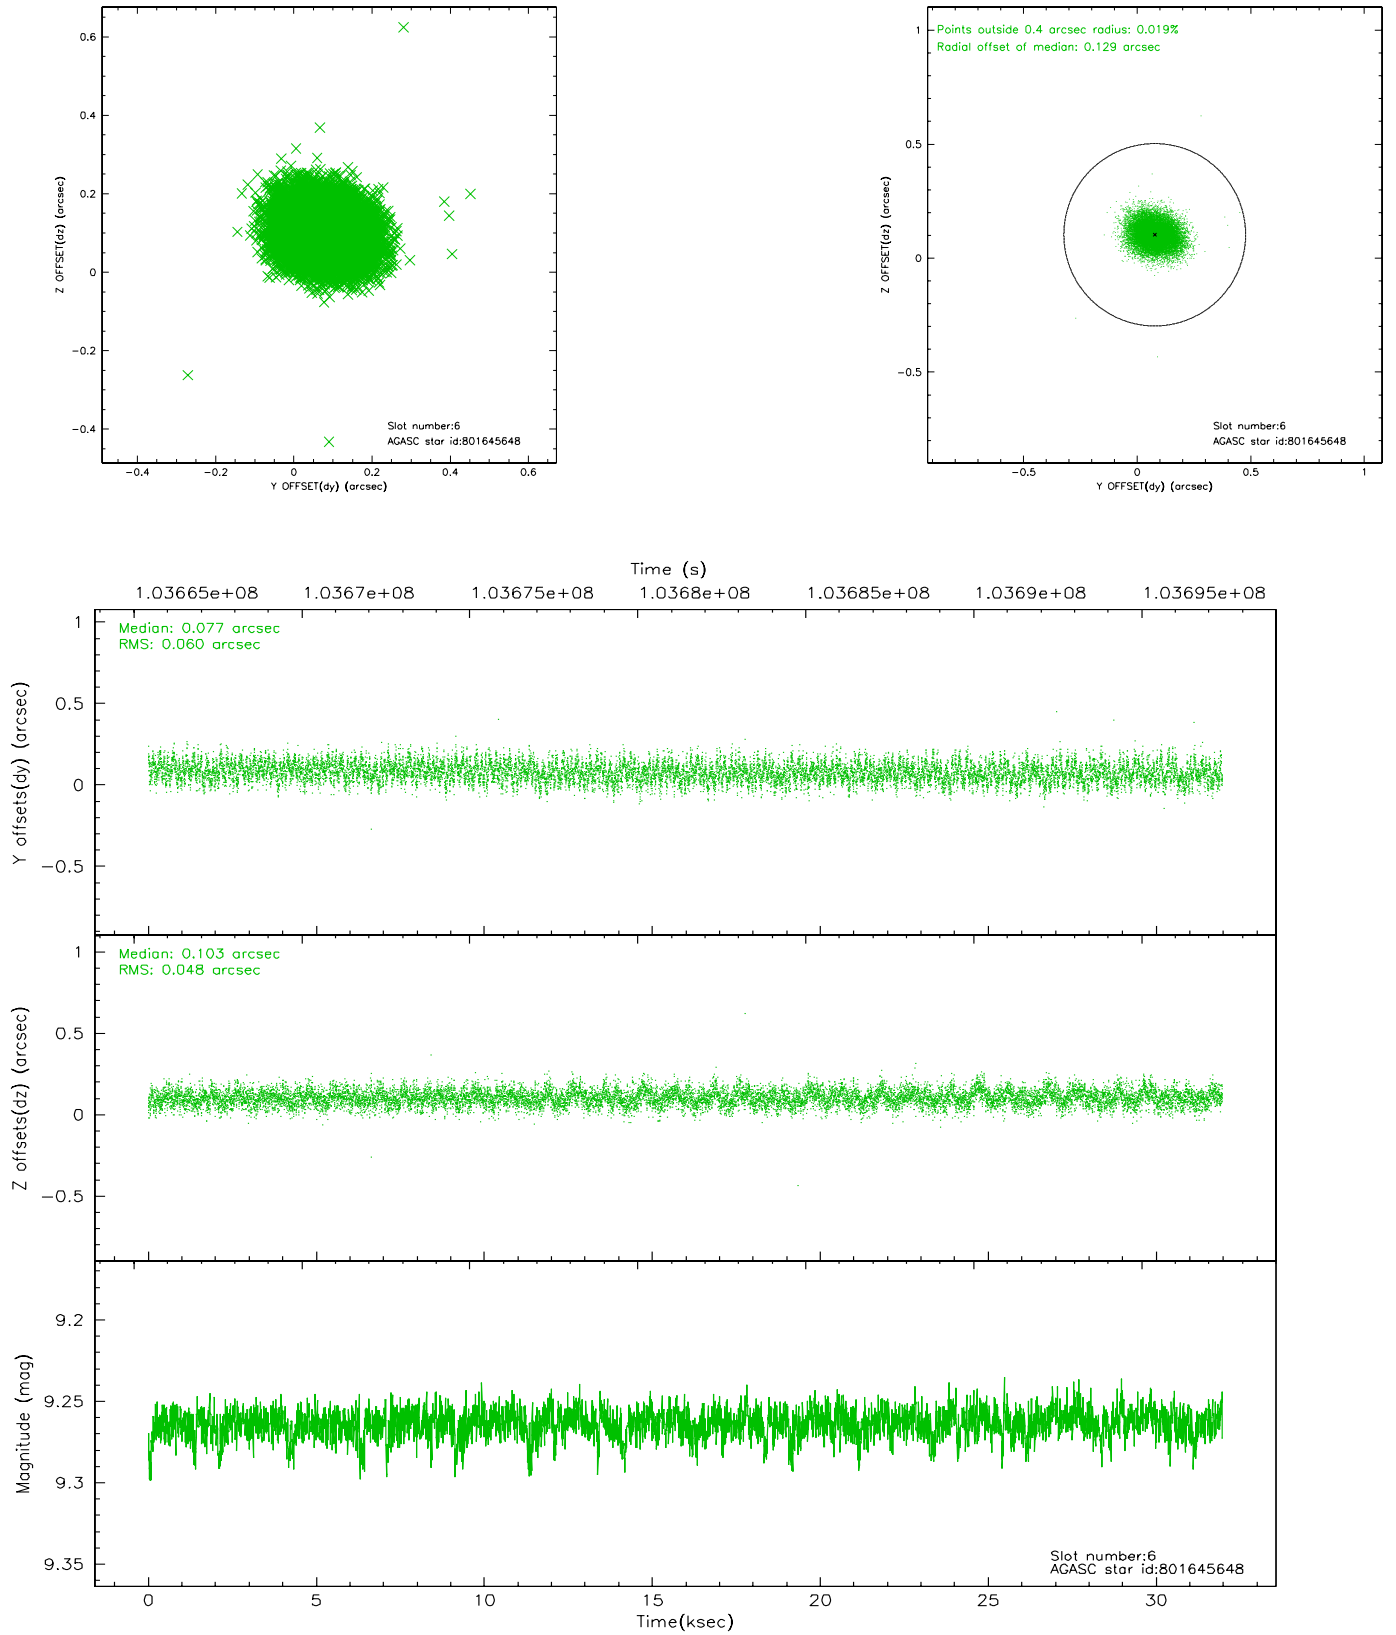 0.6
0.4
0.2
0
−0.2
−0.4
Z OFFSET(dz) (arcsec)
Slot number:6
AGASC star id:801645648
−0.4 −0.2 0 0.2 0.4 0.6
Y OFFSET(dy) (arcsec)
Points outside 0.4 arcsec radius: 0.019%
Radial offset of median: 0.129 arcsec
1
0.5
0
−0.5
Z OFFSET(dz) (arcsec)
Slot number:6
AGASC star id:801645648
−0.5 0 0.5 1
Y OFFSET(dy) (arcsec)
Time (s)
1.03665e+08 1.0367e+08 1.03675e+08 1.0368e+08 1.03685e+08 1.0369e+08 1.03695e+08
Median: 0.077 arcsec
RMS: 0.060 arcsec
1
0.5
0
−0.5
Y offsets(dy) (arcsec)
Median: 0.103 arcsec
RMS: 0.048 arcsec
1
0.5
0
−0.5
Z offsets(dz) (arcsec)
9.2
9.25
9.3
9.35
Magnitude (mag)
Slot number:6
AGASC star id:801645648
0 5 10 15 20 25 30
Time(ksec)